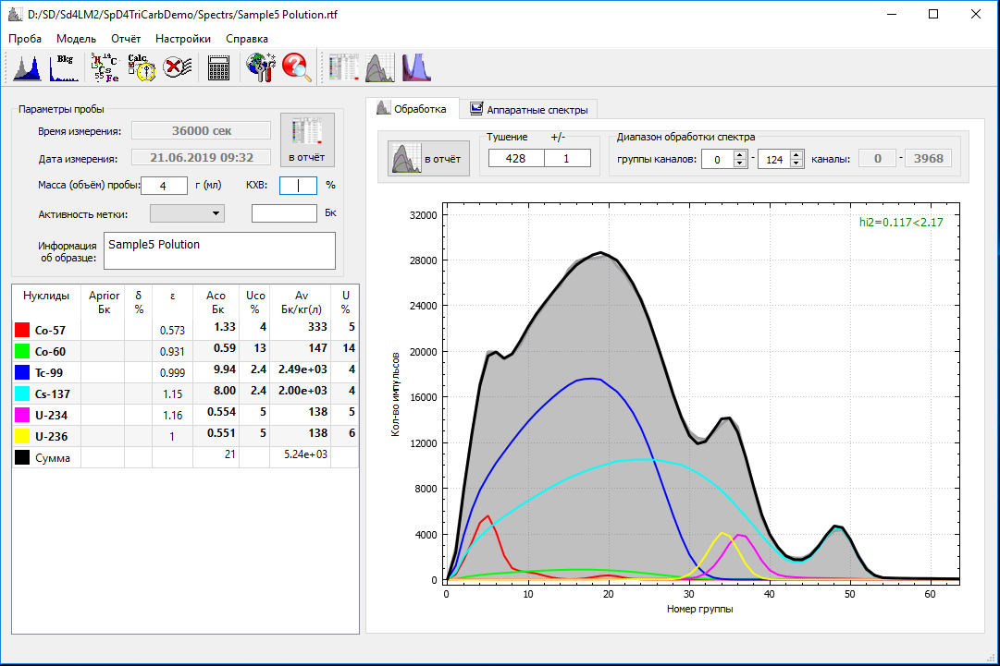 D:/SD/Sd4LM2/SpD4TriCarbDemo/Spectrs/Sample5 Polution.rtf
Проба Модель Отчёт Настройки Справка
Bkg ³H ¹⁴C Cs ⁵⁵Fe Calc
Параметры пробы
Время измерения: 36000 сек
Дата измерения: 21.06.2019 09:32
в отчёт
Масса (объём) пробы: 4 г (мл) КХВ: %
Активность метки: Бк
Информация
об образце:
Sample5 Polution
Нуклиды Aprior δ ε Aco Uco Av U
Бк % Бк % Бк/кг(л) %
Co-57 0.573 1.33 4 333 5
Co-60 0.931 0.59 13 147 14
Tc-99 0.999 9.94 2.4 2.49e+03 4
Cs-137 1.15 8.00 2.4 2.00e+03 4
U-234 1.16 0.554 5 138 5
U-236 1 0.551 5 138 6
Сумма 21 5.24e+03
Обработка Аппаратные спектры
в отчёт
Тушение +/-
428 1
Диапазон обработки спектра
группы каналов: 0 - 124 каналы: 0 - 3968
hi2=0.117<2.17
Кол-во импульсов
32000
28000
24000
20000
16000
12000
8000
4000
0
0 10 20 30 40 50 60
Номер группы